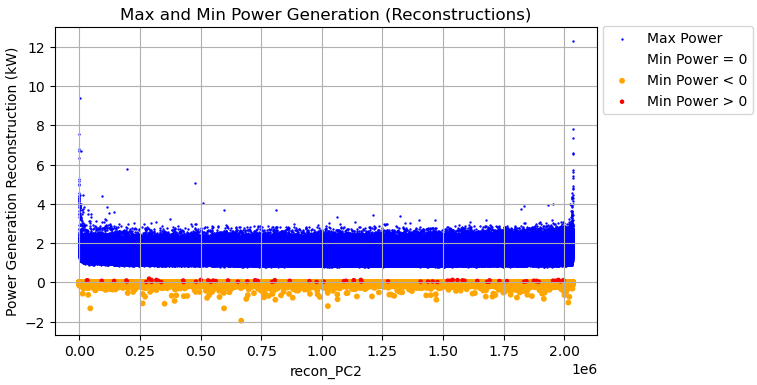 Max and Min Power Generation (Reconstructions)
Max Power
Min Power = 0
Min Power < 0
Min Power > 0
Power Generation Reconstruction (kW)
12
10
8
6
4
2
0
−2
0.00 0.25 0.50 0.75 1.00 1.25 1.50 1.75 2.00
1e6
recon_PC2